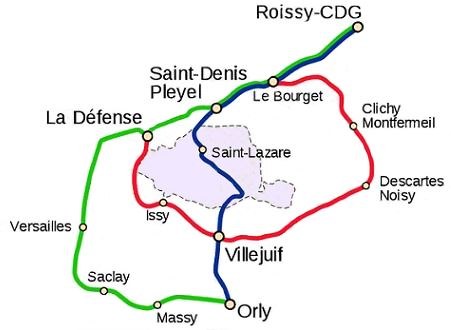 Roissy-CDG
Saint-Denis
Pleyel
Le Bourget
La Défense
Clichy
Montfermeil
Saint-Lazare
Descartes
Noisy
Issy
Versailles
Villejuif
Saclay
Massy
Orly